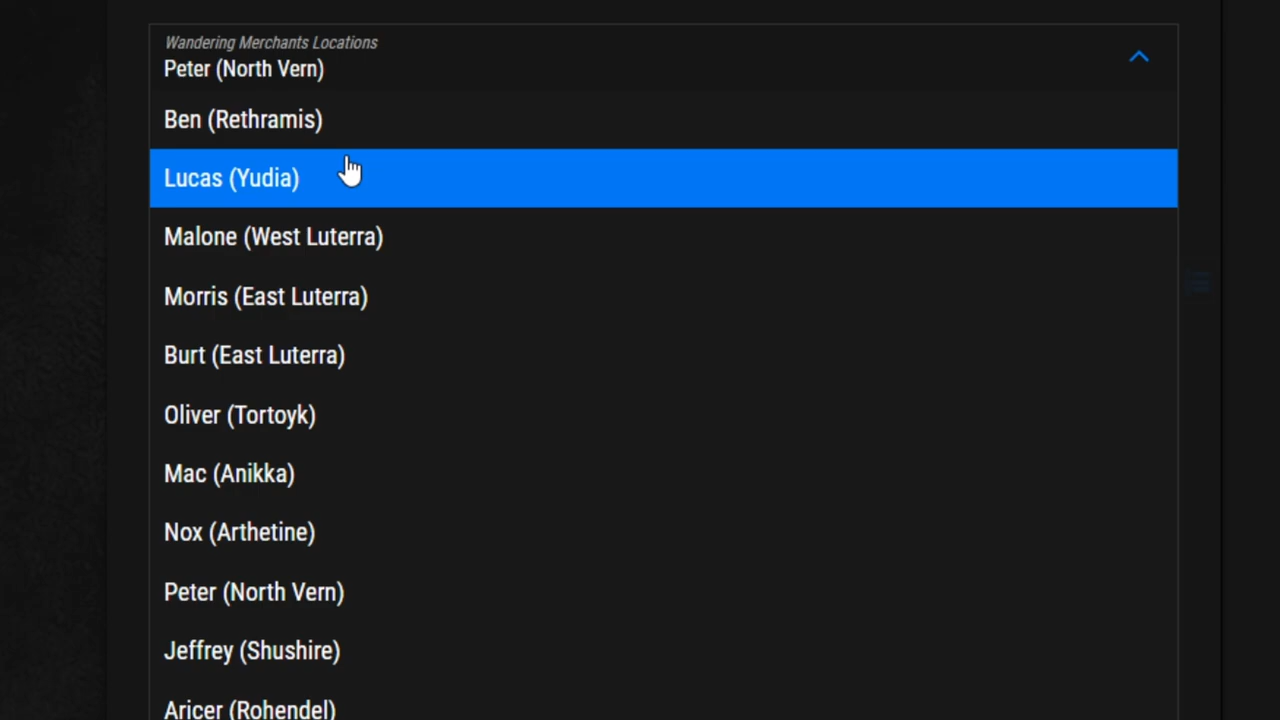 Wandering Merchants Locations
Peter (North Vern)
Ben (Rethramis)
Lucas (Yudia)
Malone (West Luterra)
Morris (East Luterra)
Burt (East Luterra)
Oliver (Tortoyk)
Mac (Anikka)
Nox (Arthetine)
Peter (North Vern)
Jeffrey (Shushire)
Aricer (Rohendel)